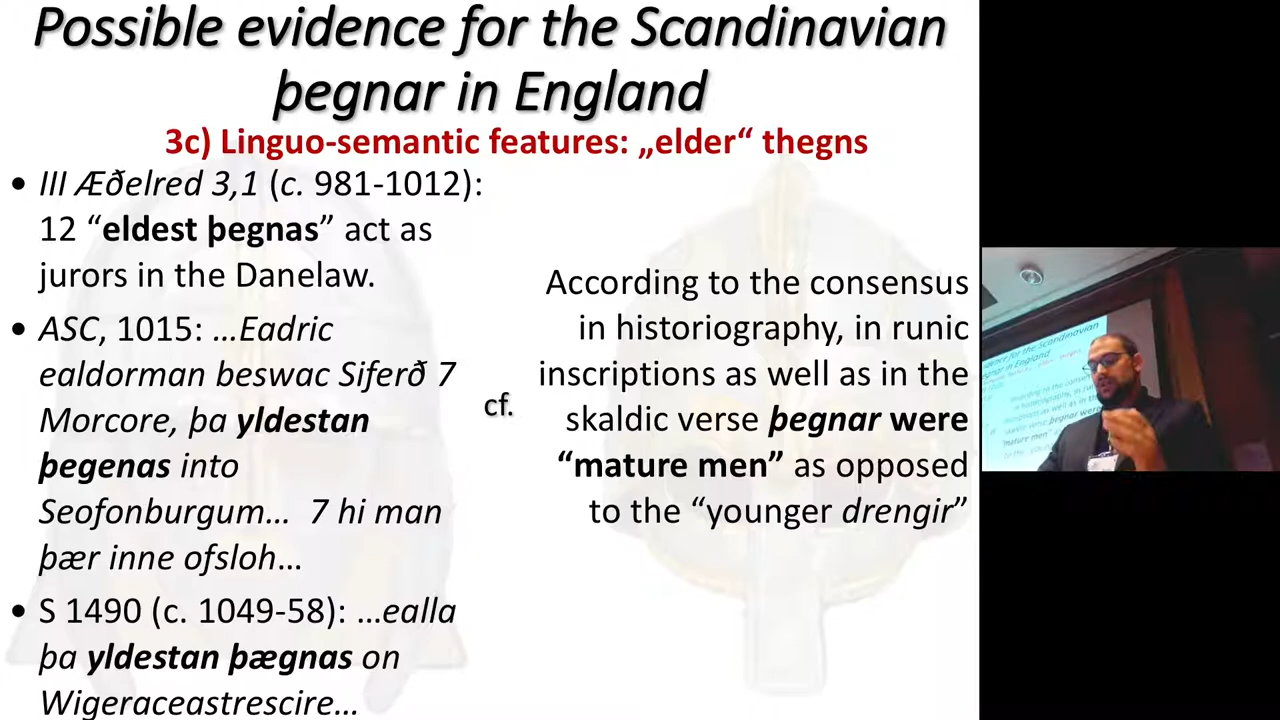 Possible evidence for the Scandinavian
þegnar in England
3c) Linguo-semantic features: „elder“ thegns
• III Æðelred 3,1 (c. 981-1012):
12 “eldest þegnas” act as
jurors in the Danelaw.
• ASC, 1015: …Eadric
ealdorman beswac Siferð 7
Morcore, þa yldestan
þegenas into
Seofonburgum… 7 hi man
þær inne ofsloh…
• S 1490 (c. 1049-58): …ealla
þa yldestan þægnas on
Wigeraceastrescire…
cf.
According to the consensus
in historiography, in runic
inscriptions as well as in the
skaldic verse þegnar were
“mature men” as opposed
to the “younger drengir”